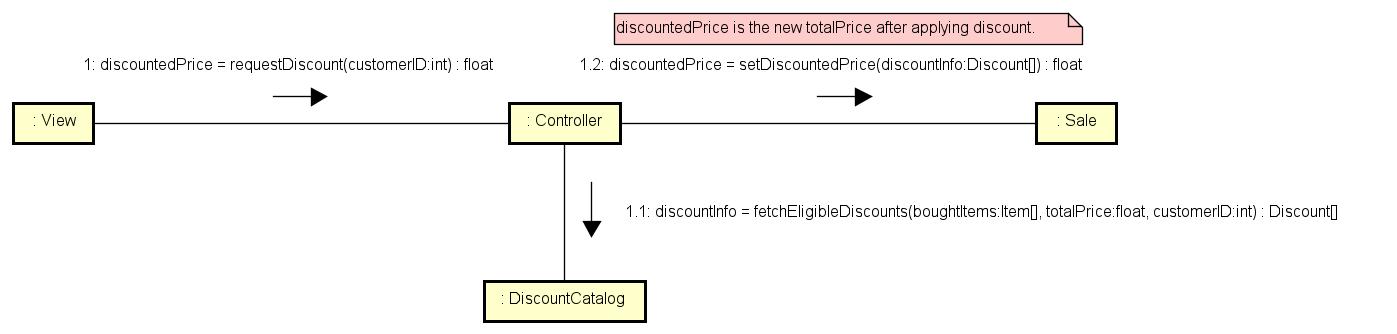 discountedPrice is the new totalPrice after applying discount.
1: discountedPrice = requestDiscount(customerID:int) : float
1.2: discountedPrice = setDiscountedPrice(discountInfo:Discount[]) : float
: View
: Controller
: Sale
1.1: discountInfo = fetchEligibleDiscounts(boughtItems:Item[], totalPrice:float, customerID:int) : Discount[]
: DiscountCatalog